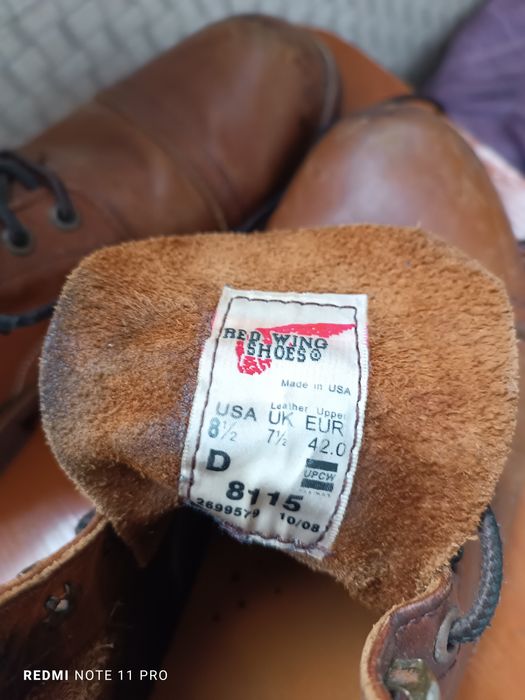 RED WING
SHOES®
Made in USA
Leather Upper
USA UK EUR
8½ 7½ 42.0
D
UPCW
8115
2699579 10/08
REDMI NOTE 11 PRO